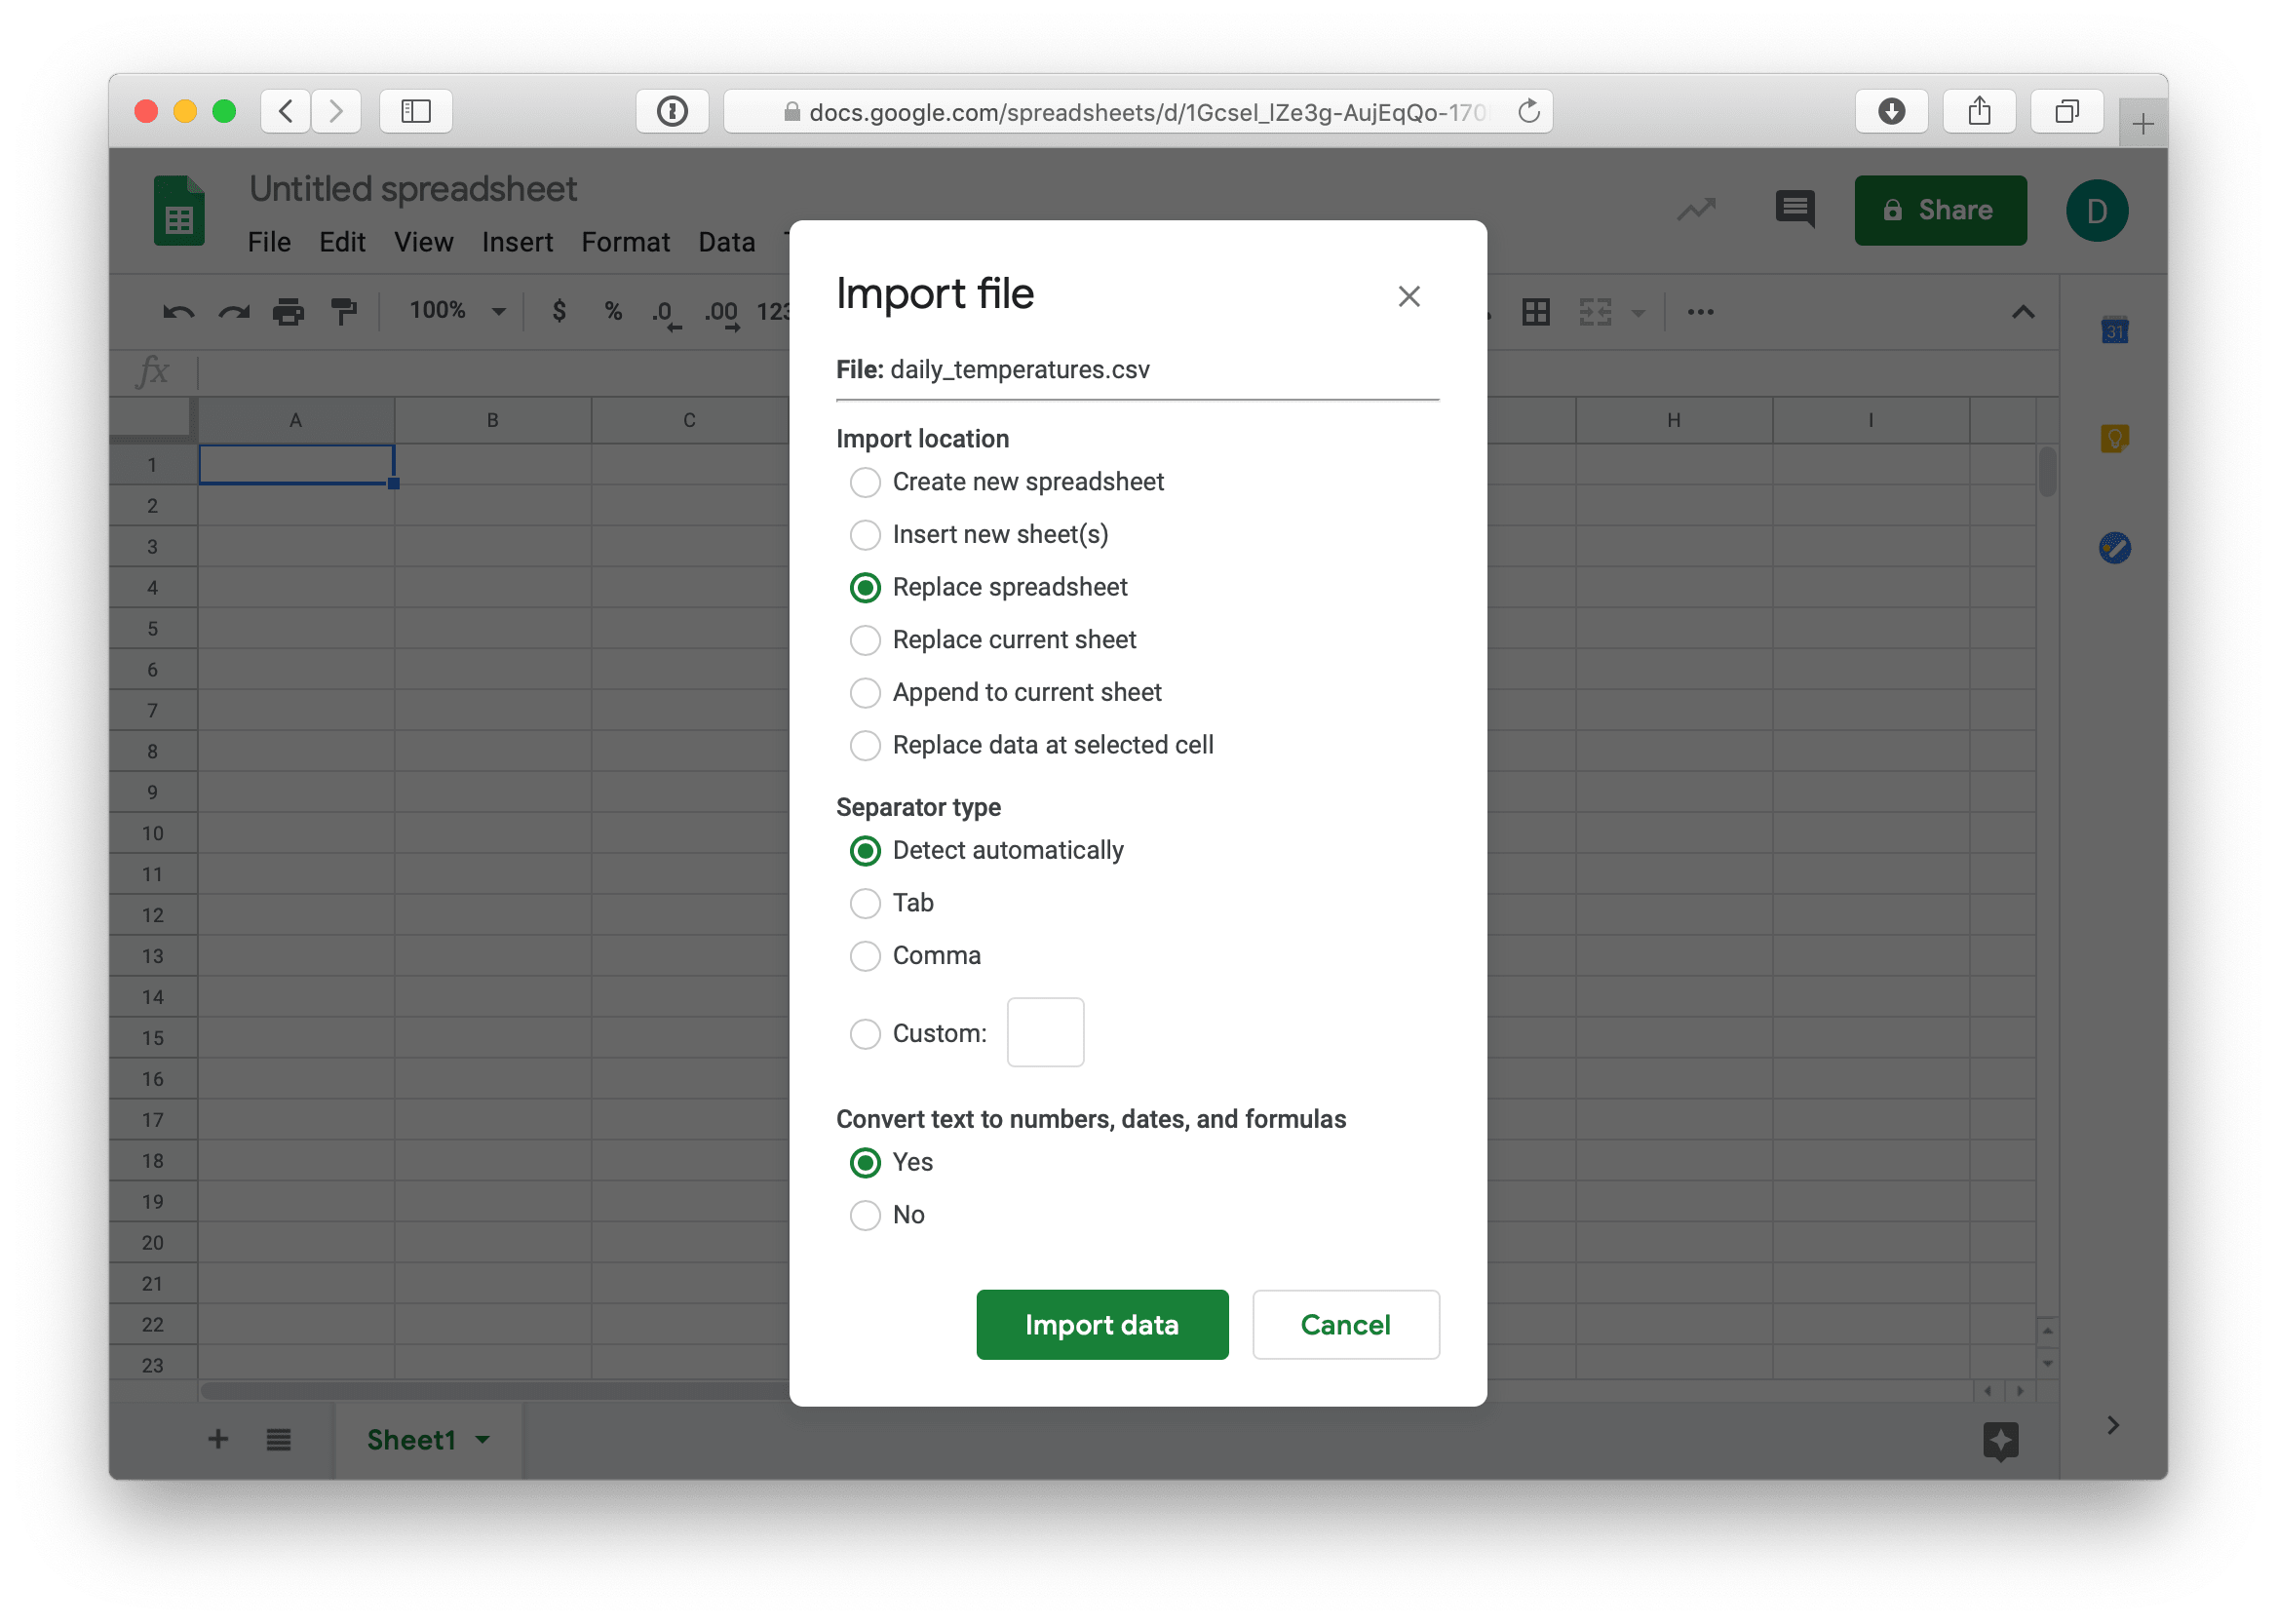 docs.google.com/spreadsheets/d/1Gcsel_lZe3g-AujEqQo-170
Untitled spreadsheet
File Edit View Insert Format Data
Share
D
100% $ % .0 .00 123
31
fx
A B C H I
Import file
File: daily_temperatures.csv
Import location
Create new spreadsheet
Insert new sheet(s)
Replace spreadsheet
Replace current sheet
Append to current sheet
Replace data at selected cell
Separator type
Detect automatically
Tab
Comma
Custom:
Convert text to numbers, dates, and formulas
Yes
No
Import data Cancel
1
2
3
4
5
6
7
8
9
10
11
12
13
14
15
16
17
18
19
20
21
22
23
Sheet1